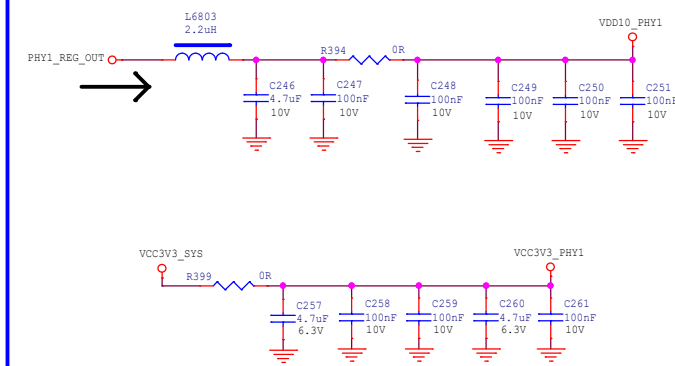 L6803
2.2uH
VDD10_PHY1
PHY1_REG_OUT
R394 0R
C246 C247 C248 C249 C250 C251
4.7uF 100nF 100nF 100nF 100nF 100nF
10V 10V 10V 10V 10V 10V
VCC3V3_SYS VCC3V3_PHY1
R399 0R
C257 C258 C259 C260 C261
4.7uF 100nF 100nF 4.7uF 100nF
6.3V 10V 10V 6.3V 10V